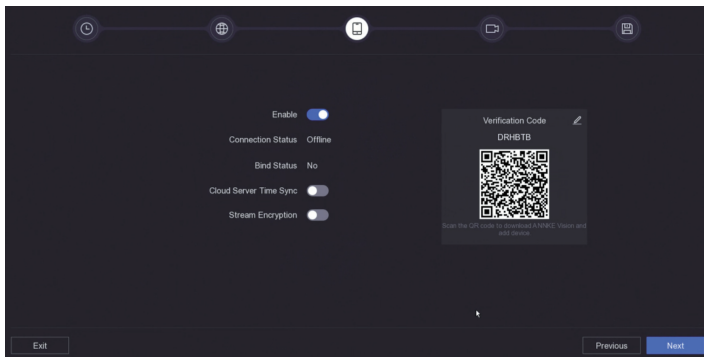 Enable
Connection Status Offline
Bind Status No
Cloud Server Time Sync
Stream Encryption
Verification Code
DRHBTB
Scan the QR code to download ANNKE Vision and
add device.
Exit
Previous
Next